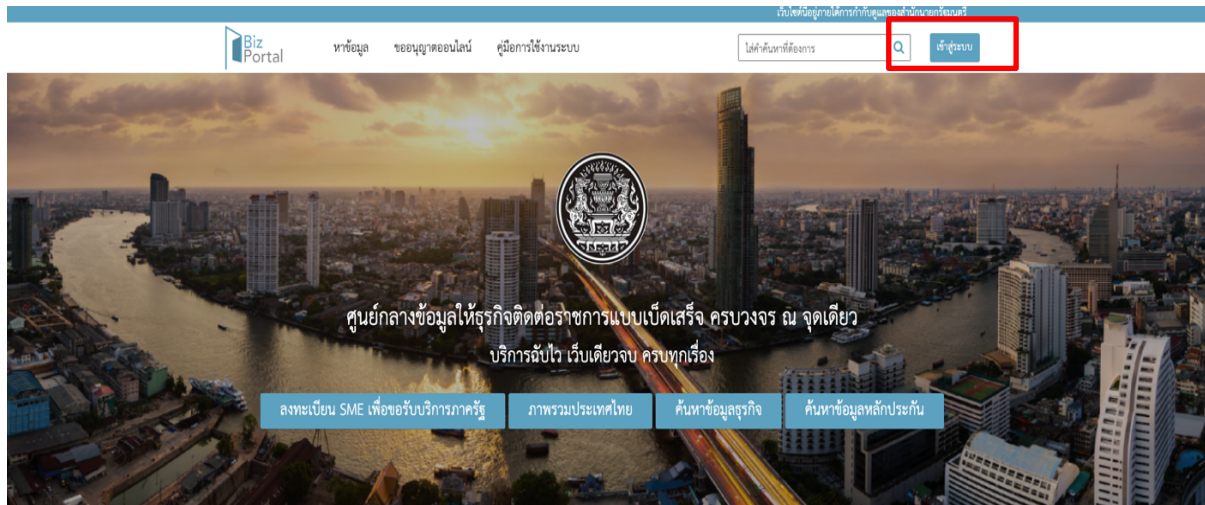 เว็บไซต์นี้อยู่ภายใต้การกำกับดูแลของสำนักนายกรัฐมนตรี
Biz
Portal
หาข้อมูล ขออนุญาตออนไลน์ คู่มือการใช้งานระบบ ใส่คำค้นหาที่ต้องการ เข้าสู่ระบบ
ศูนย์กลางข้อมูลให้ธุรกิจติดต่อราชการแบบเบ็ดเสร็จ ครบวงจร ณ จุดเดียว
บริการฉับไว เว็บเดียวจบ ครบทุกเรื่อง
ลงทะเบียน SME เพื่อขอรับบริการภาครัฐ ภาพรวมประเทศไทย ค้นหาข้อมูลธุรกิจ ค้นหาข้อมูลหลักประกัน